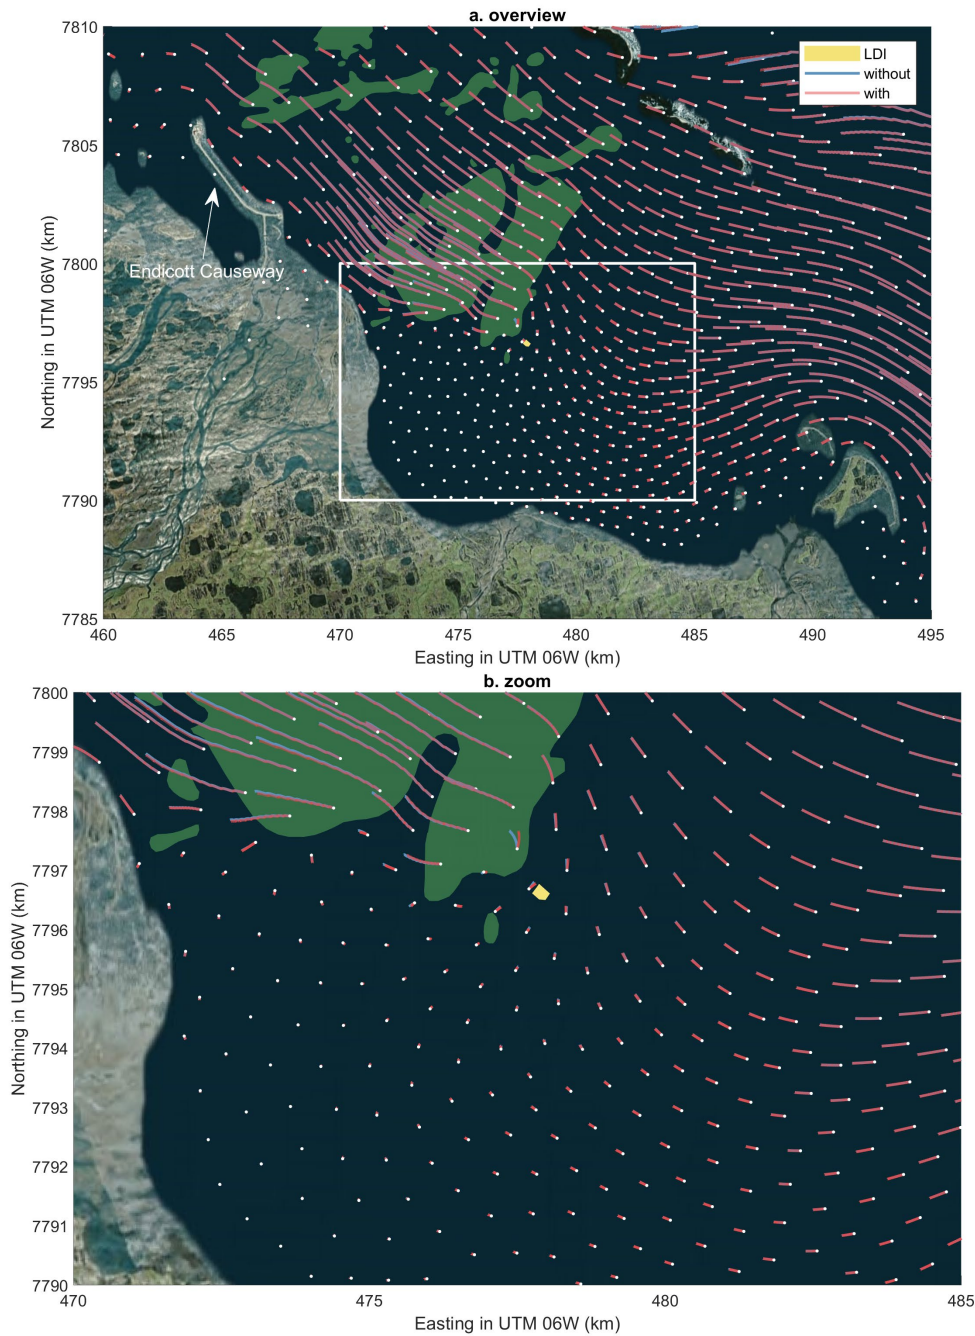 a. overview
7810
7805
7800
7795
7790
7785
Northing in UTM 06W (km)
LDI
without
with
Endicott Causeway
460
465
470
475
480
485
490
495
Easting in UTM 06W (km)
b. zoom
7800
7799
7798
7797
7796
7795
7794
7793
7792
7791
7790
Northing in UTM 06W (km)
470
475
480
485
Easting in UTM 06W (km)